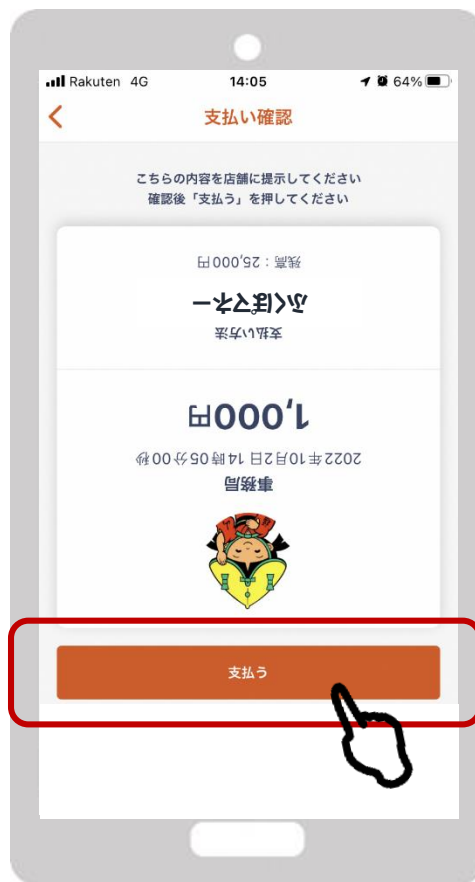 Rakuten 4G 14:05 64%
支払い確認
こちらの内容を店舗に提示してください
確認後「支払う」を押してください
事務局
2022年10月2日 14時05分00秒
1,000円
支払い方法
ふくぽマネー
残高：25,000円
支払う